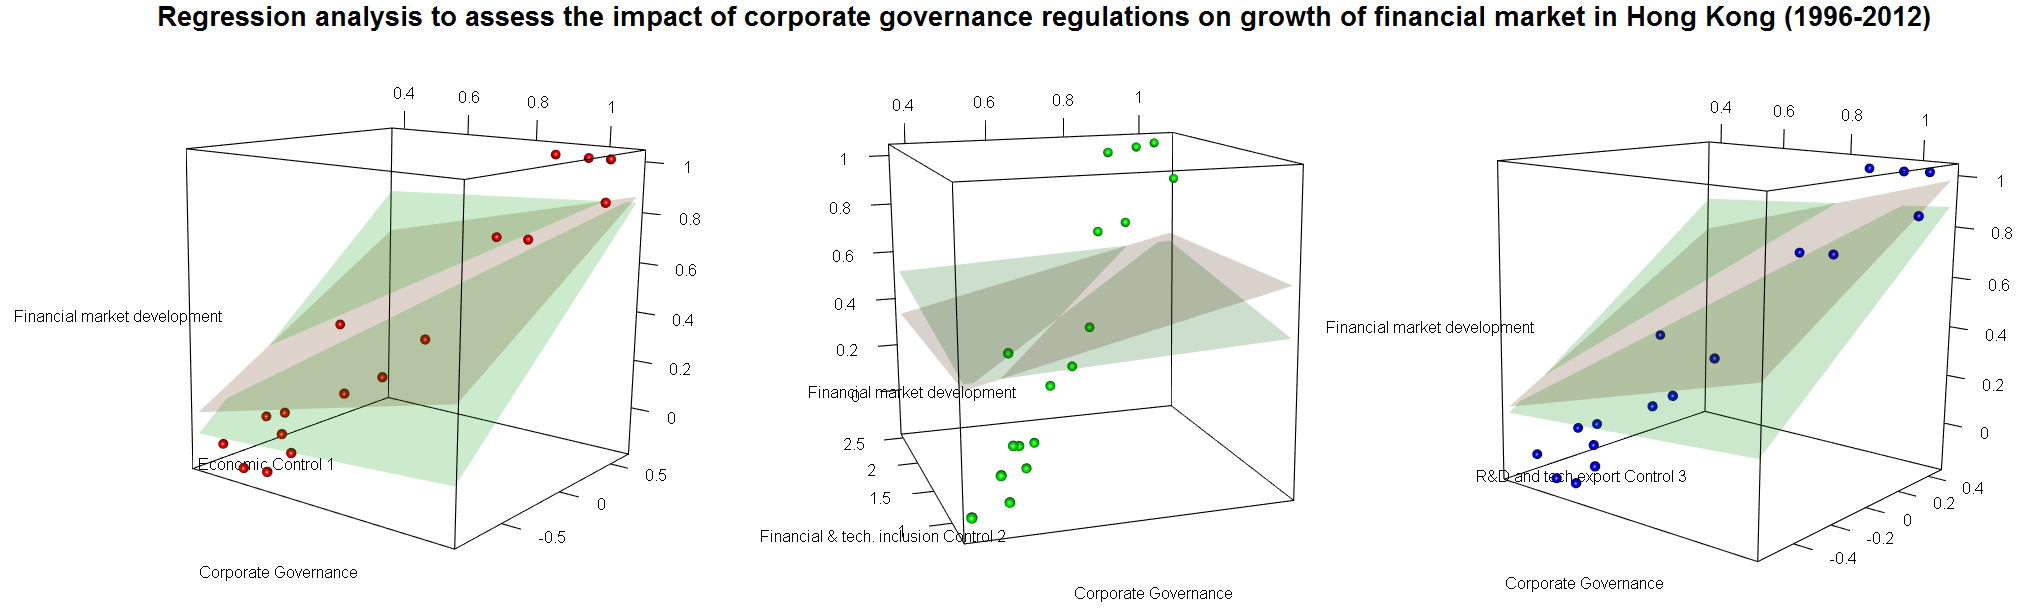 Regression analysis to assess the impact of corporate governance regulations on growth of financial market in Hong Kong (1996-2012)
0.4 0.6 0.8 1
1
0.8
0.6
0.4
0.2
0
0.5
0
-0.5
Financial market development
Economic Control 1
Corporate Governance
0.4 0.6 0.8 1
1
0.8
0.6
0.4
0.2
0
2.5
2
1.5
1
Financial market development
Financial & tech. inclusion Control 2
Corporate Governance
0.4 0.6 0.8 1
1
0.8
0.6
0.4
0.2
0
0.4
0.2
0
-0.2
-0.4
Financial market development
R&D and tech export Control 3
Corporate Governance